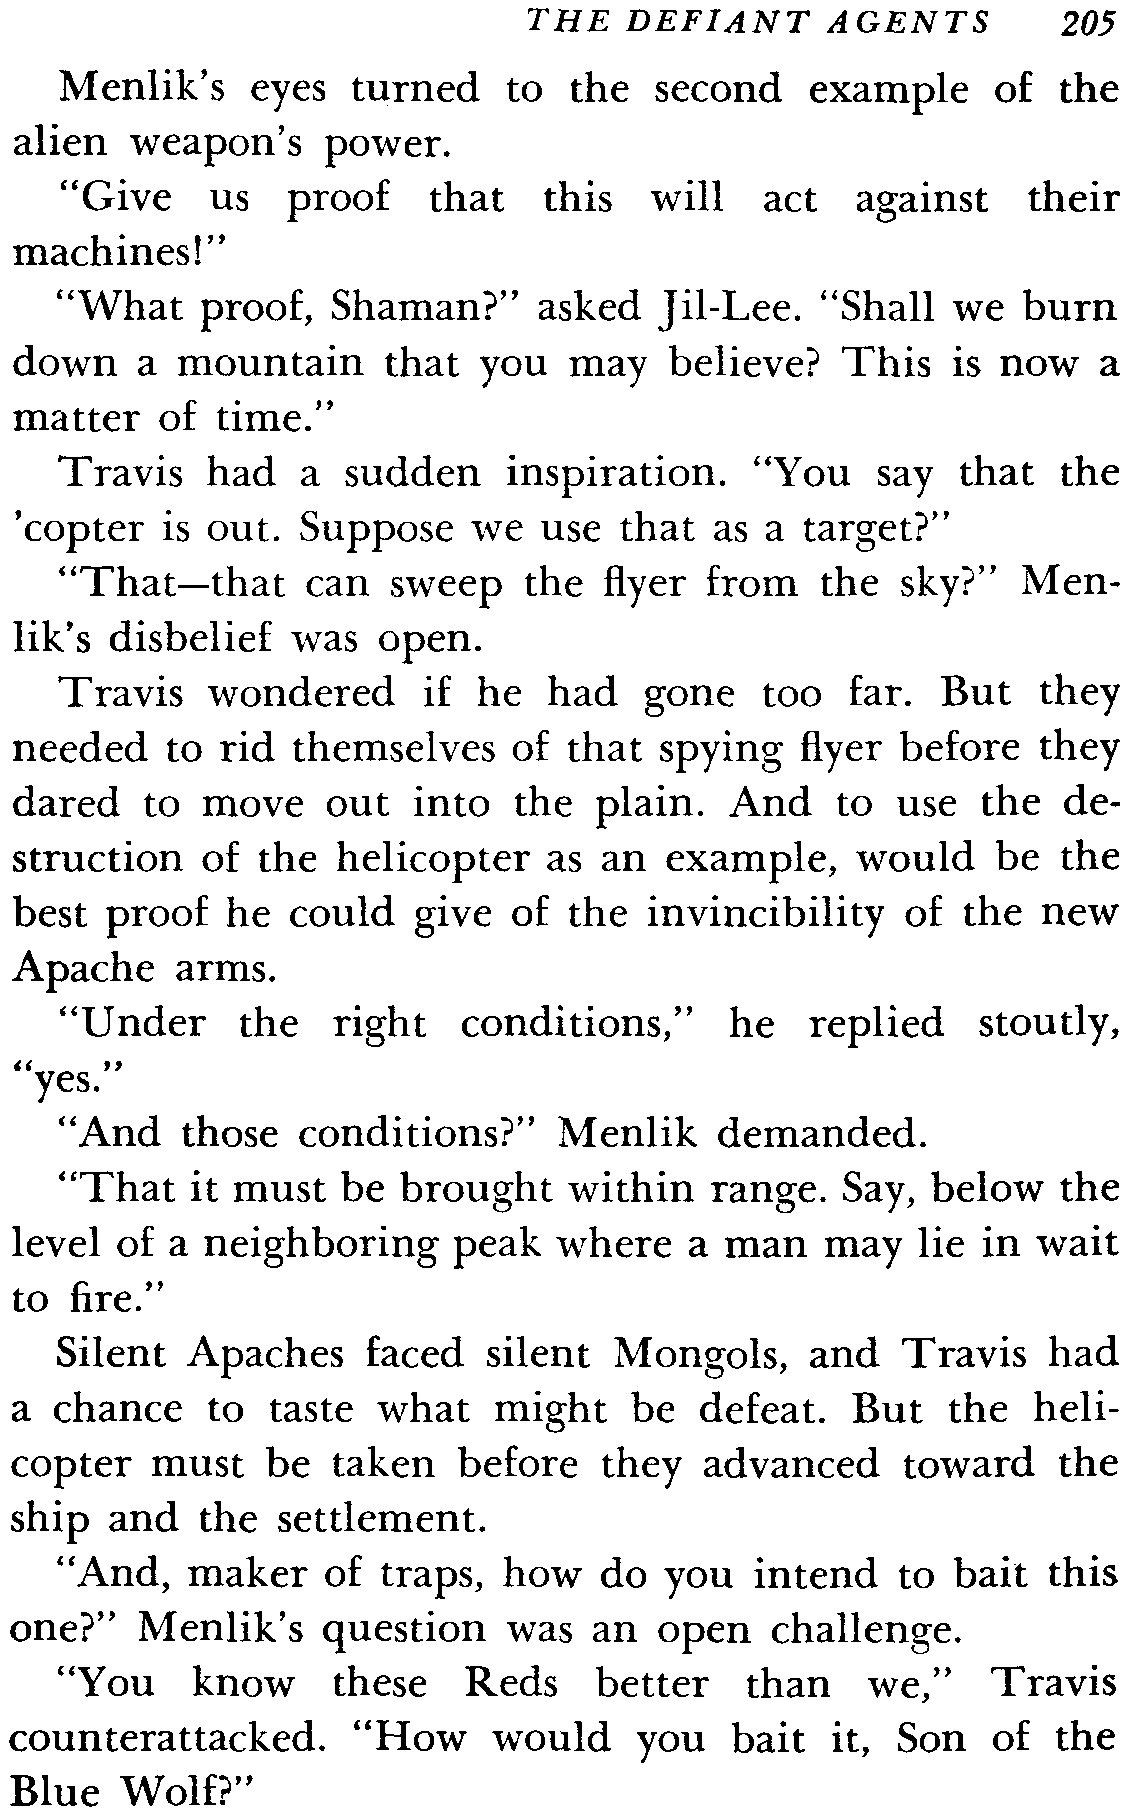 THE DEFIANT AGENTS 205
Menlik's eyes turned to the second example of the
alien weapon's power.
"Give us proof that this will act against their
machines!"
"What proof, Shaman?" asked Jil-Lee. "Shall we burn
down a mountain that you may believe? This is now a
matter of time."
Travis had a sudden inspiration. "You say that the
'copter is out. Suppose we use that as a target?"
"That—that can sweep the flyer from the sky?" Men-
lik's disbelief was open.
Travis wondered if he had gone too far. But they
needed to rid themselves of that spying flyer before they
dared to move out into the plain. And to use the de-
struction of the helicopter as an example, would be the
best proof he could give of the invincibility of the new
Apache arms.
"Under the right conditions," he replied stoutly,
"yes."
"And those conditions?" Menlik demanded.
"That it must be brought within range. Say, below the
level of a neighboring peak where a man may lie in wait
to fire."
Silent Apaches faced silent Mongols, and Travis had
a chance to taste what might be defeat. But the heli-
copter must be taken before they advanced toward the
ship and the settlement.
"And, maker of traps, how do you intend to bait this
one?" Menlik's question was an open challenge.
"You know these Reds better than we," Travis
counterattacked. "How would you bait it, Son of the
Blue Wolf?"